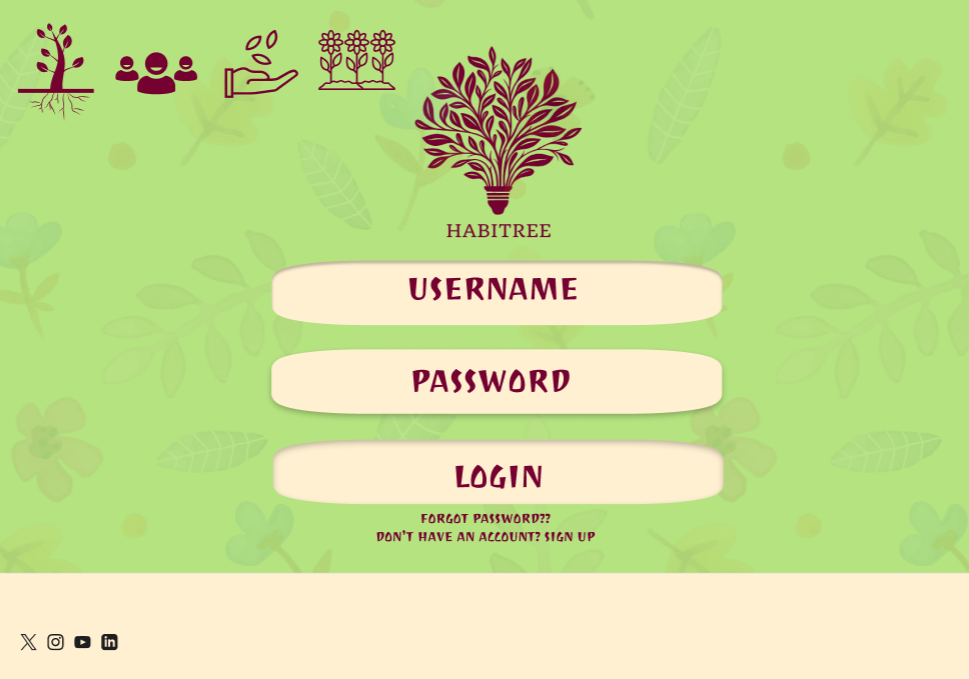 HABITREE
USERNAME
PASSWORD
LOGIN
FORGOT PASSWORD??
DON'T HAVE AN ACCOUNT? SIGN UP